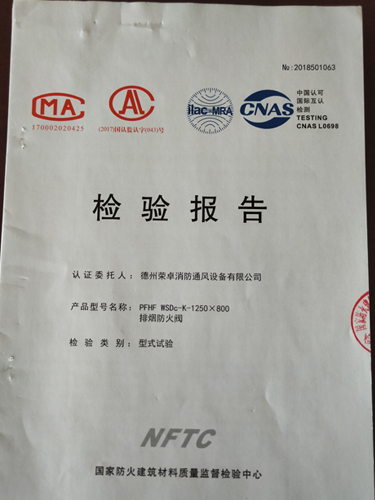 No:2018501063
CMA
170002020425
CAL
(2017)国认监认字(043)号
ilac-MRA
CNAS
中国认可
国际互认
检测
TESTING
CNAS L0698
检验报告
认证委托人：德州荣卓消防通风设备有限公司
产品型号名称：PFHF WSDc-K-1250×800
排烟防火阀
检验类别：型式试验
NFTC
国家防火建筑材料质量监督检验中心